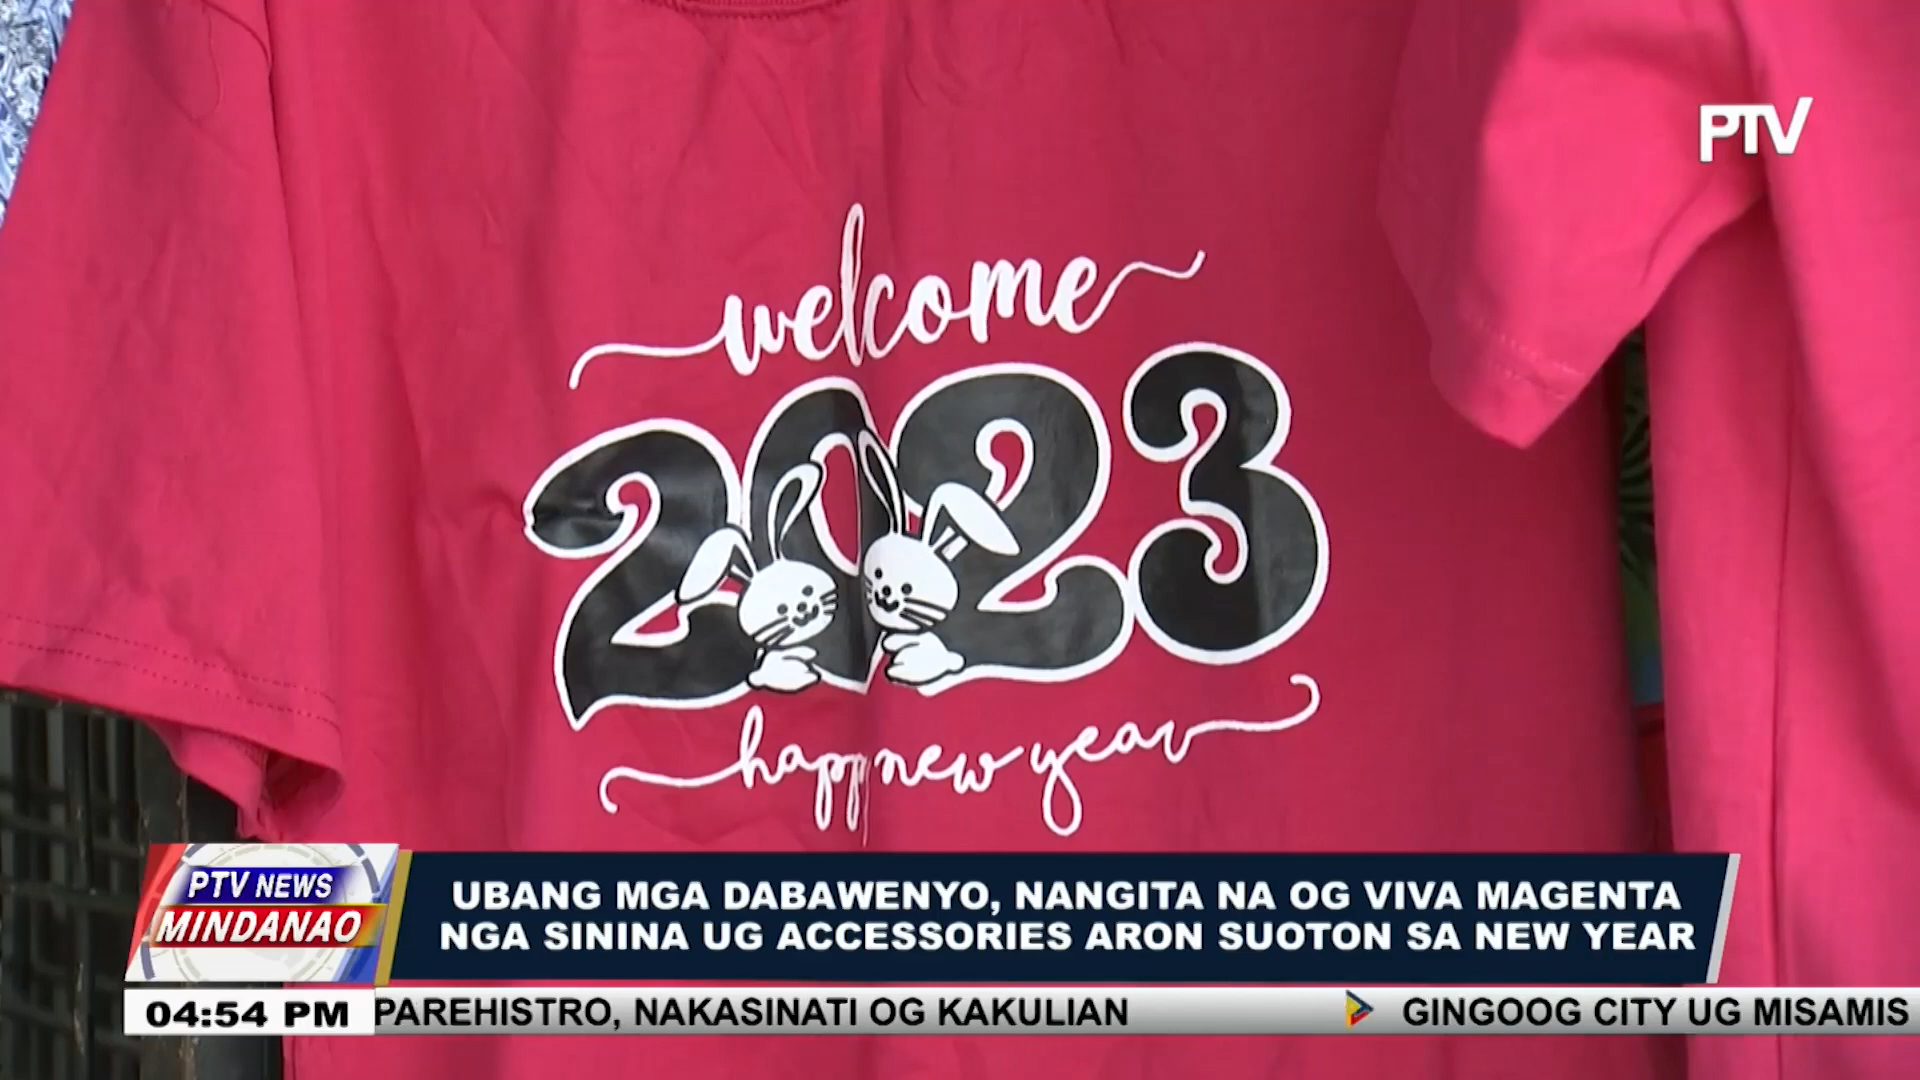 PTV
welcome
2023
happy new year
PTV NEWS
MINDANAO
UBANG MGA DABAWENYO, NANGITA NA OG VIVA MAGENTA
NGA SININA UG ACCESSORIES ARON SUOTON SA NEW YEAR
04:54 PM
PAREHISTRO, NAKASINATI OG KAKULIAN
GINGOOG CITY UG MISAMIS